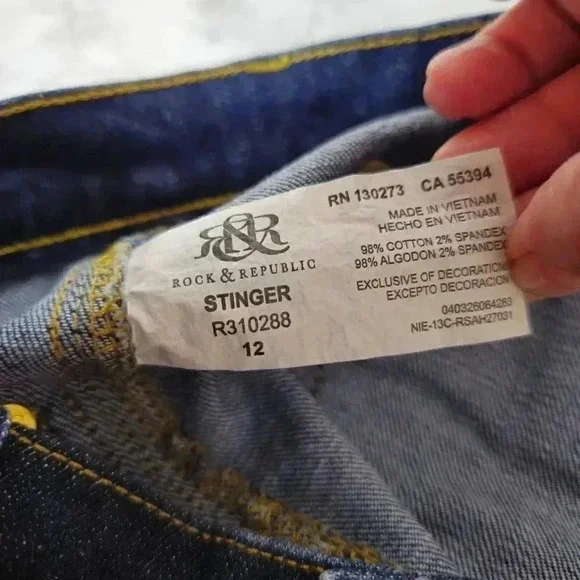 R&R
ROCK & REPUBLIC
STINGER
R310288
12
RN 130273 CA 55394
MADE IN VIETNAM
HECHO EN VIETNAM
98% COTTON 2% SPANDEX
98% ALGODON 2% SPANDEX
EXCLUSIVE OF DECORATION
EXCEPTO DECORACION
040326064263
NIE-13C-RSAH27031